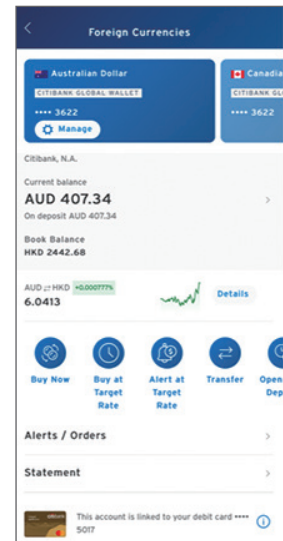 Foreign Currencies
Australian Dollar
CITIBANK GLOBAL WALLET
•••• 3622
Manage
Canadia
CITIBANK GL
•••• 3622
Citibank, N.A.
Current balance
AUD 407.34
On deposit AUD 407.34
Book Balance
HKD 2442.68
AUD ⇄ HKD +0.000777%
6.0413
Details
Buy Now
Buy at
Target
Rate
Alert at
Target
Rate
Transfer
Open
Dep
Alerts / Orders
Statement
This account is linked to your debit card ••••
5017